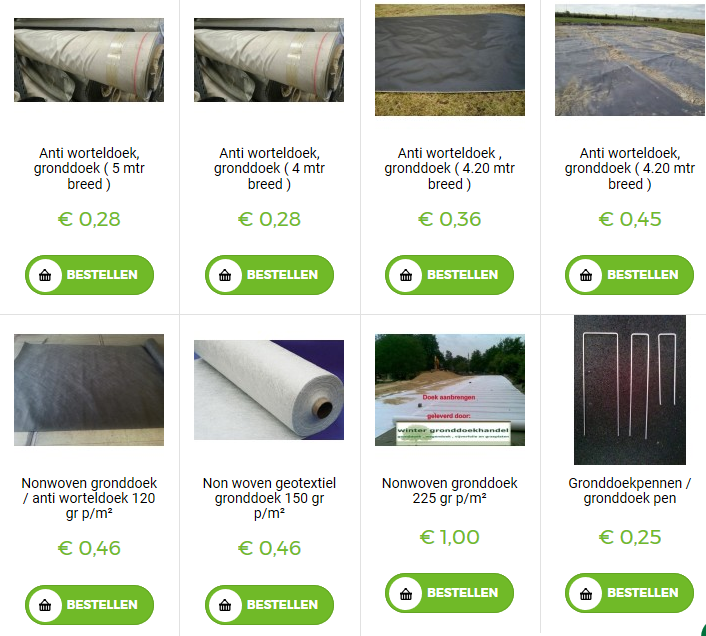 Anti worteldoek,
gronddoek ( 5 mtr
breed )
€ 0,28
BESTELLEN
Anti worteldoek,
gronddoek ( 4 mtr
breed )
€ 0,28
BESTELLEN
Anti worteldoek ,
gronddoek ( 4.20 mtr
breed )
€ 0,36
BESTELLEN
Anti worteldoek,
gronddoek ( 4.20 mtr
breed )
€ 0,45
BESTELLEN
Nonwoven gronddoek
/ anti worteldoek 120
gr p/m²
€ 0,46
BESTELLEN
Non woven geotextiel
gronddoek 150 gr
p/m²
€ 0,46
BESTELLEN
Doek aanbrengen
geleverd door:
winter gronddoekhandel
Nonwoven gronddoek
225 gr p/m²
€ 1,00
BESTELLEN
Gronddoekpennen /
gronddoek pen
€ 0,25
BESTELLEN